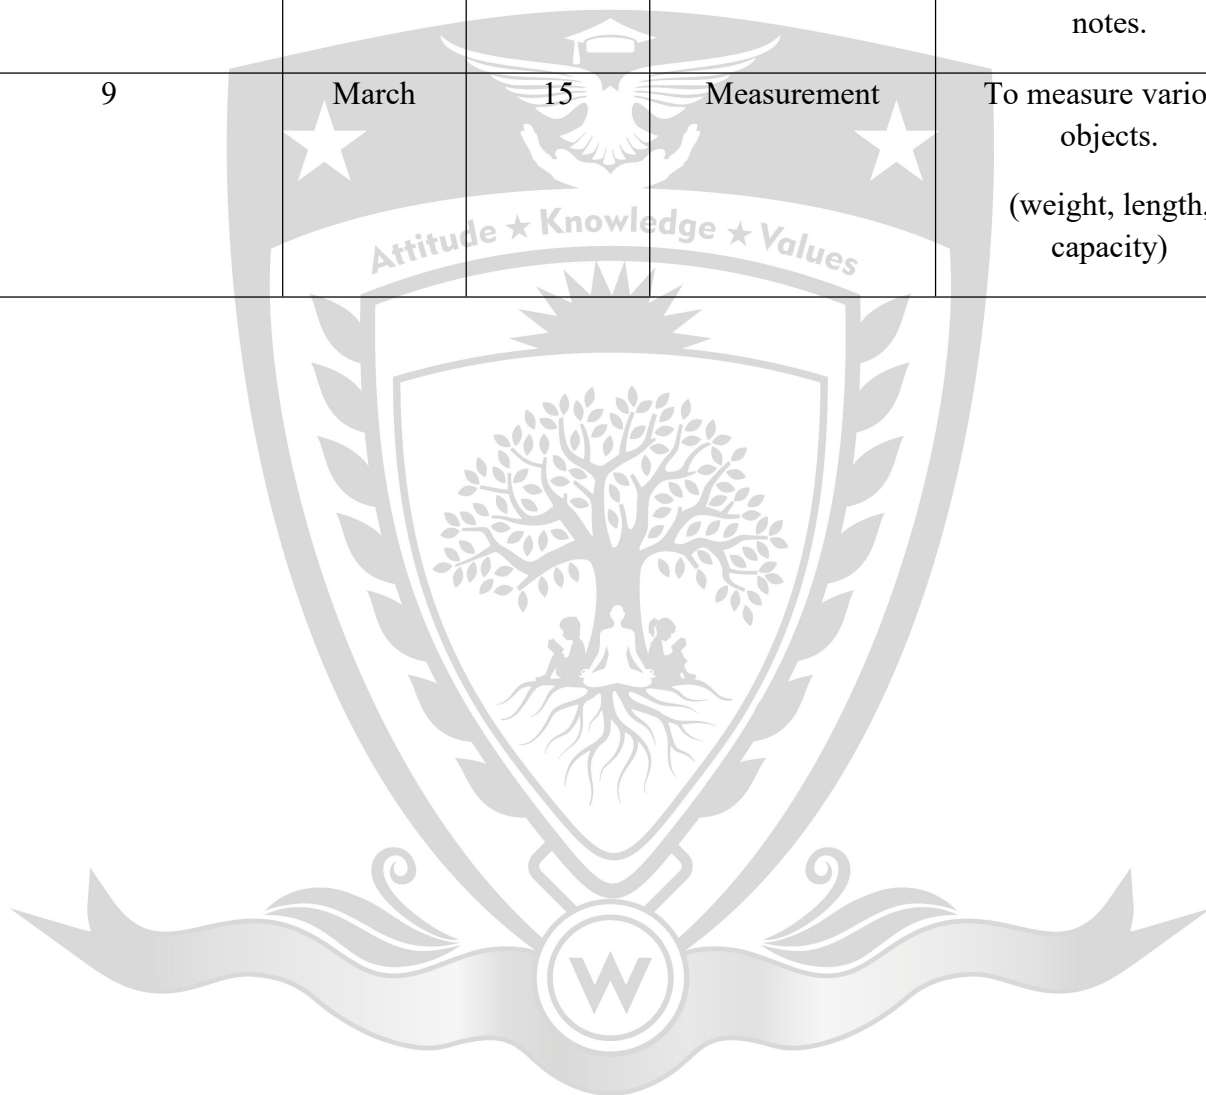 notes.
9 March 15 Measurement To measure vario
objects.
(weight, length,
capacity)
Attitude ★ Knowledge ★ Values
W